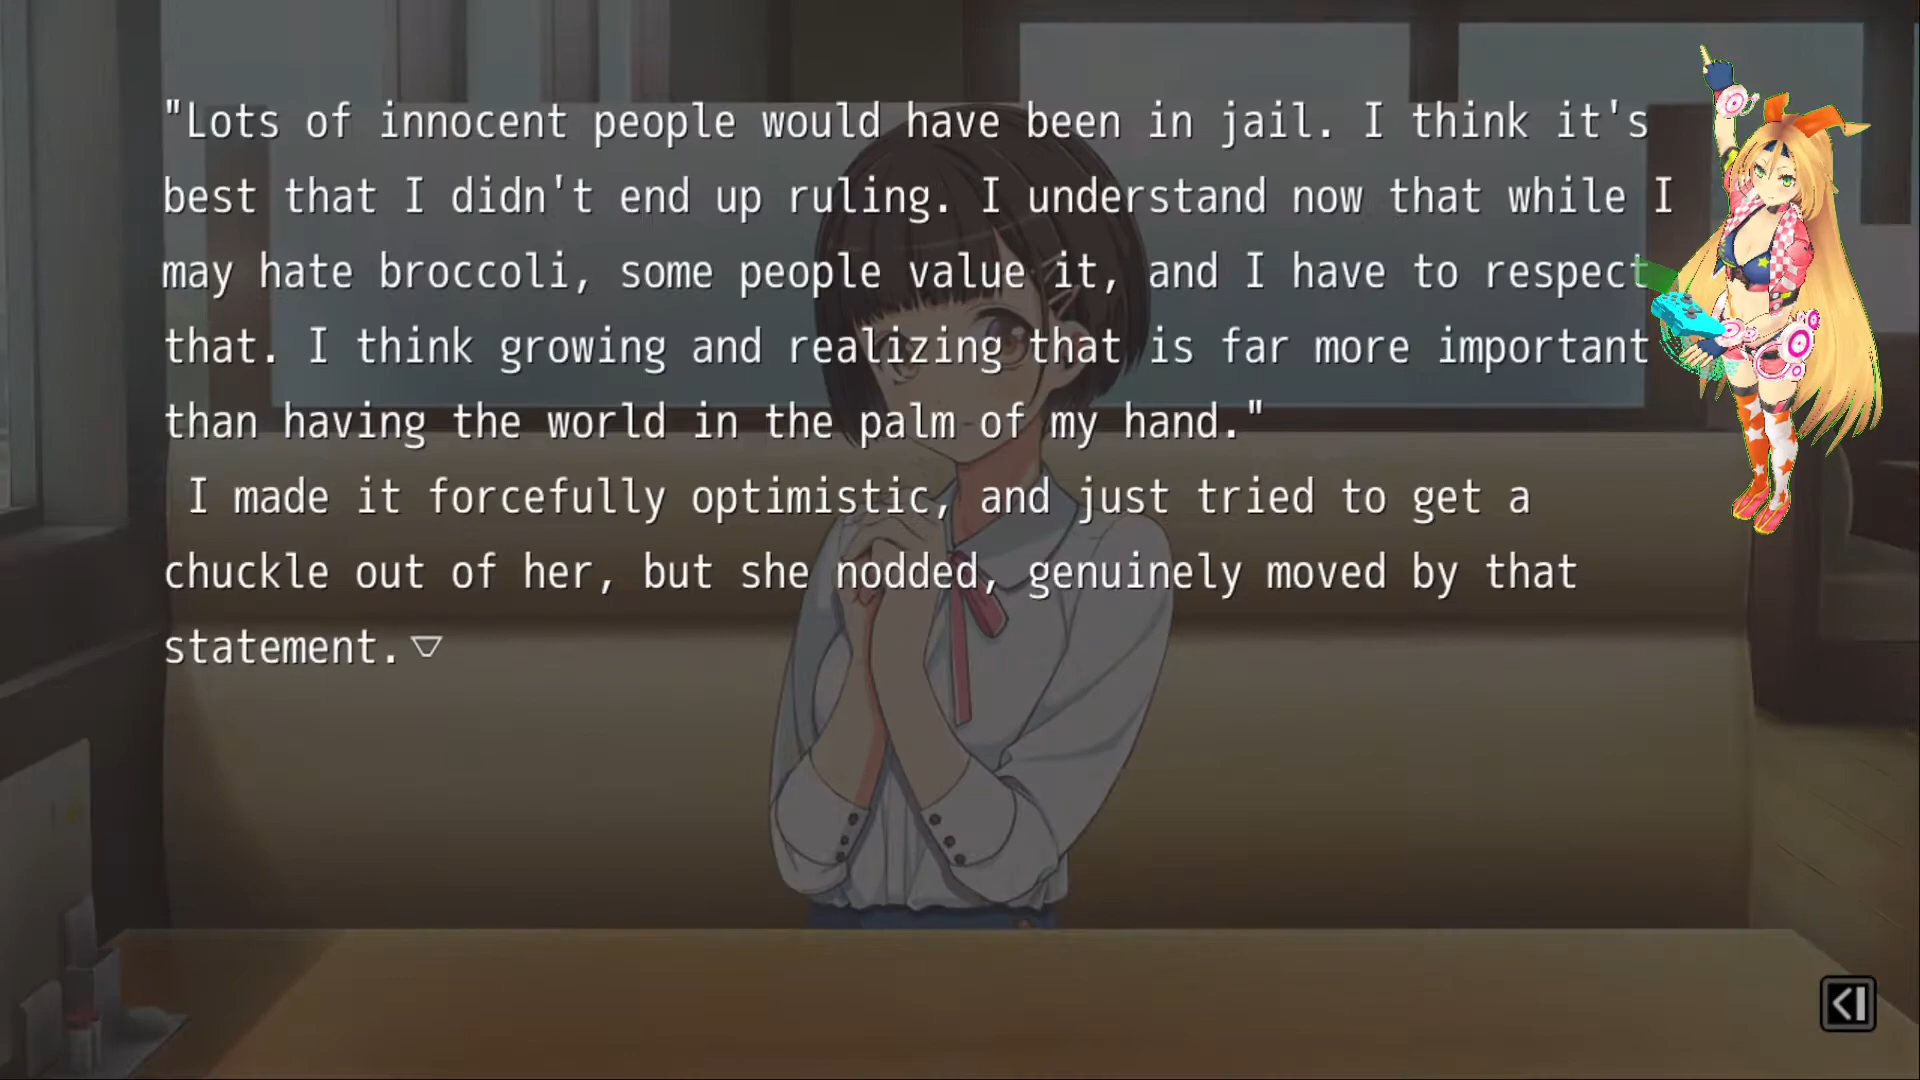 "Lots of innocent people would have been in jail. I think it's
best that I didn't end up ruling. I understand now that while I
may hate broccoli, some people value it, and I have to respect
that. I think growing and realizing that is far more important
than having the world in the palm of my hand."
I made it forcefully optimistic, and just tried to get a
chuckle out of her, but she nodded, genuinely moved by that
statement.